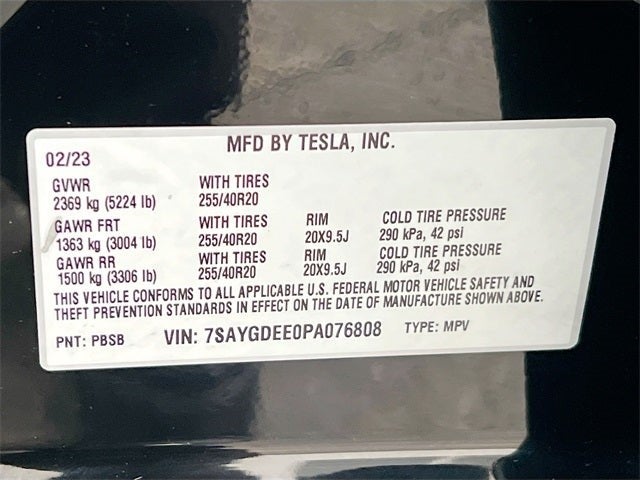 MFD BY TESLA, INC.
02/23
GVWR WITH TIRES
2369 kg (5224 lb) 255/40R20
GAWR FRT WITH TIRES RIM COLD TIRE PRESSURE
1363 kg (3004 lb) 255/40R20 20X9.5J 290 kPa, 42 psi
GAWR RR WITH TIRES RIM COLD TIRE PRESSURE
1500 kg (3306 lb) 255/40R20 20X9.5J 290 kPa, 42 psi
THIS VEHICLE CONFORMS TO ALL APPLICABLE U.S. FEDERAL MOTOR VEHICLE SAFETY AND
THEFT PREVENTION STANDARDS IN EFFECT ON THE DATE OF MANUFACTURE SHOWN ABOVE.
PNT: PBSB VIN: 7SAYGDEE0PA076808 TYPE: MPV